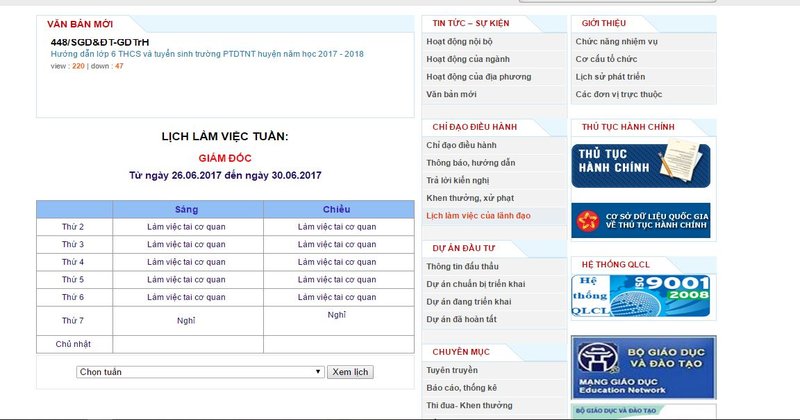 VĂN BẢN MỚI
448/SGD&ĐT-GDTrH
Hướng dẫn lớp 6 THCS và tuyển sinh trường PTDTNT huyện năm học 2017 - 2018
view : 220 | down : 47
LỊCH LÀM VIỆC TUẦN:
GIÁM ĐỐC
Từ ngày 26.06.2017 đến ngày 30.06.2017
Sáng Chiều
Thứ 2 Làm việc tai cơ quan Làm việc tai cơ quan
Thứ 3 Làm việc tai cơ quan Làm việc tai cơ quan
Thứ 4 Làm việc tai cơ quan Làm việc tai cơ quan
Thứ 5 Làm việc tai cơ quan Làm việc tai cơ quan
Thứ 6 Làm việc tai cơ quan Làm việc tai cơ quan
Thứ 7 Nghỉ Nghỉ
Chủ nhật
Chọn tuần Xem lịch
TIN TỨC – SỰ KIỆN
Hoạt động nội bộ
Hoạt động của ngành
Hoạt động của địa phương
Văn bản mới
CHỈ ĐẠO ĐIỀU HÀNH
Chỉ đạo điều hành
Thông báo, hướng dẫn
Trả lời kiến nghị
Khen thưởng, xử phạt
Lịch làm việc của lãnh đạo
DỰ ÁN ĐẦU TƯ
Thông tin đấu thầu
Dự án chuẩn bị triển khai
Dự án đang triển khai
Dự án đã hoàn tất
CHUYÊN MỤC
Tuyên truyền
Báo cáo, thống kê
Thi đua- Khen thưởng
GIỚI THIỆU
Chức năng nhiệm vụ
Cơ cấu tổ chức
Lịch sử phát triển
Các đơn vị trực thuộc
THỦ TỤC HÀNH CHÍNH
THỦ TỤC
HÀNH CHÍNH
CƠ SỞ DỮ LIỆU QUỐC GIA
VỀ THỦ TỤC HÀNH CHÍNH
HỆ THỐNG QLCL
Hệ
thống
QLCL
ISO 9001
2008
BỘ GIÁO DỤC
VÀ ĐÀO TẠO
MẠNG GIÁO DỤC
Education Network
BỘ GIÁO DỤC VÀ ĐÀO TẠO